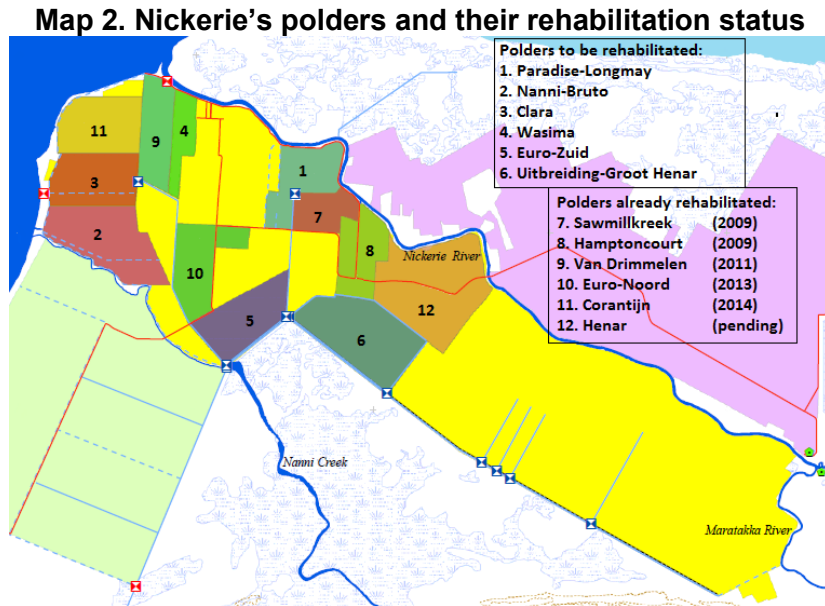 Map 2. Nickerie's polders and their rehabilitation status
Polders to be rehabilitated:
1. Paradise-Longmay
2. Nanni-Bruto
3. Clara
4. Wasima
5. Euro-Zuid
6. Uitbreiding-Groot Henar
Polders already rehabilitated:
7. Sawmillkreek (2009)
8. Hamptoncourt (2009)
9. Van Drimmelen (2011)
10. Euro-Noord (2013)
11. Corantijn (2014)
12. Henar (pending)
11
9
4
1
3
7
2
8
Nickerie River
10
12
5
6
Nanni Creek
Maratakka River